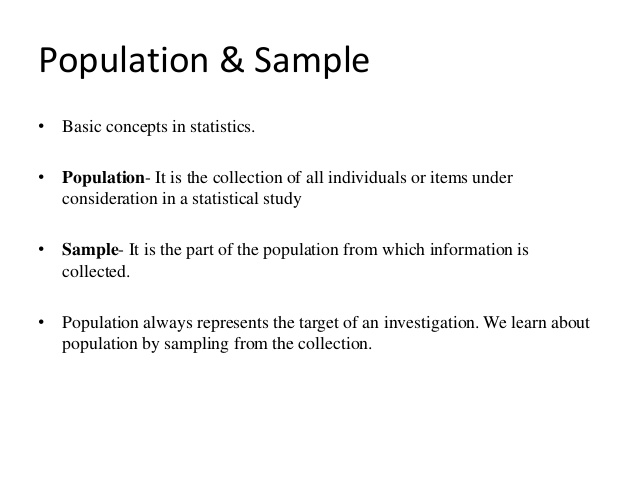 Population & Sample
• Basic concepts in statistics.
• Population- It is the collection of all individuals or items under
consideration in a statistical study
• Sample- It is the part of the population from which information is
collected.
• Population always represents the target of an investigation. We learn about
population by sampling from the collection.